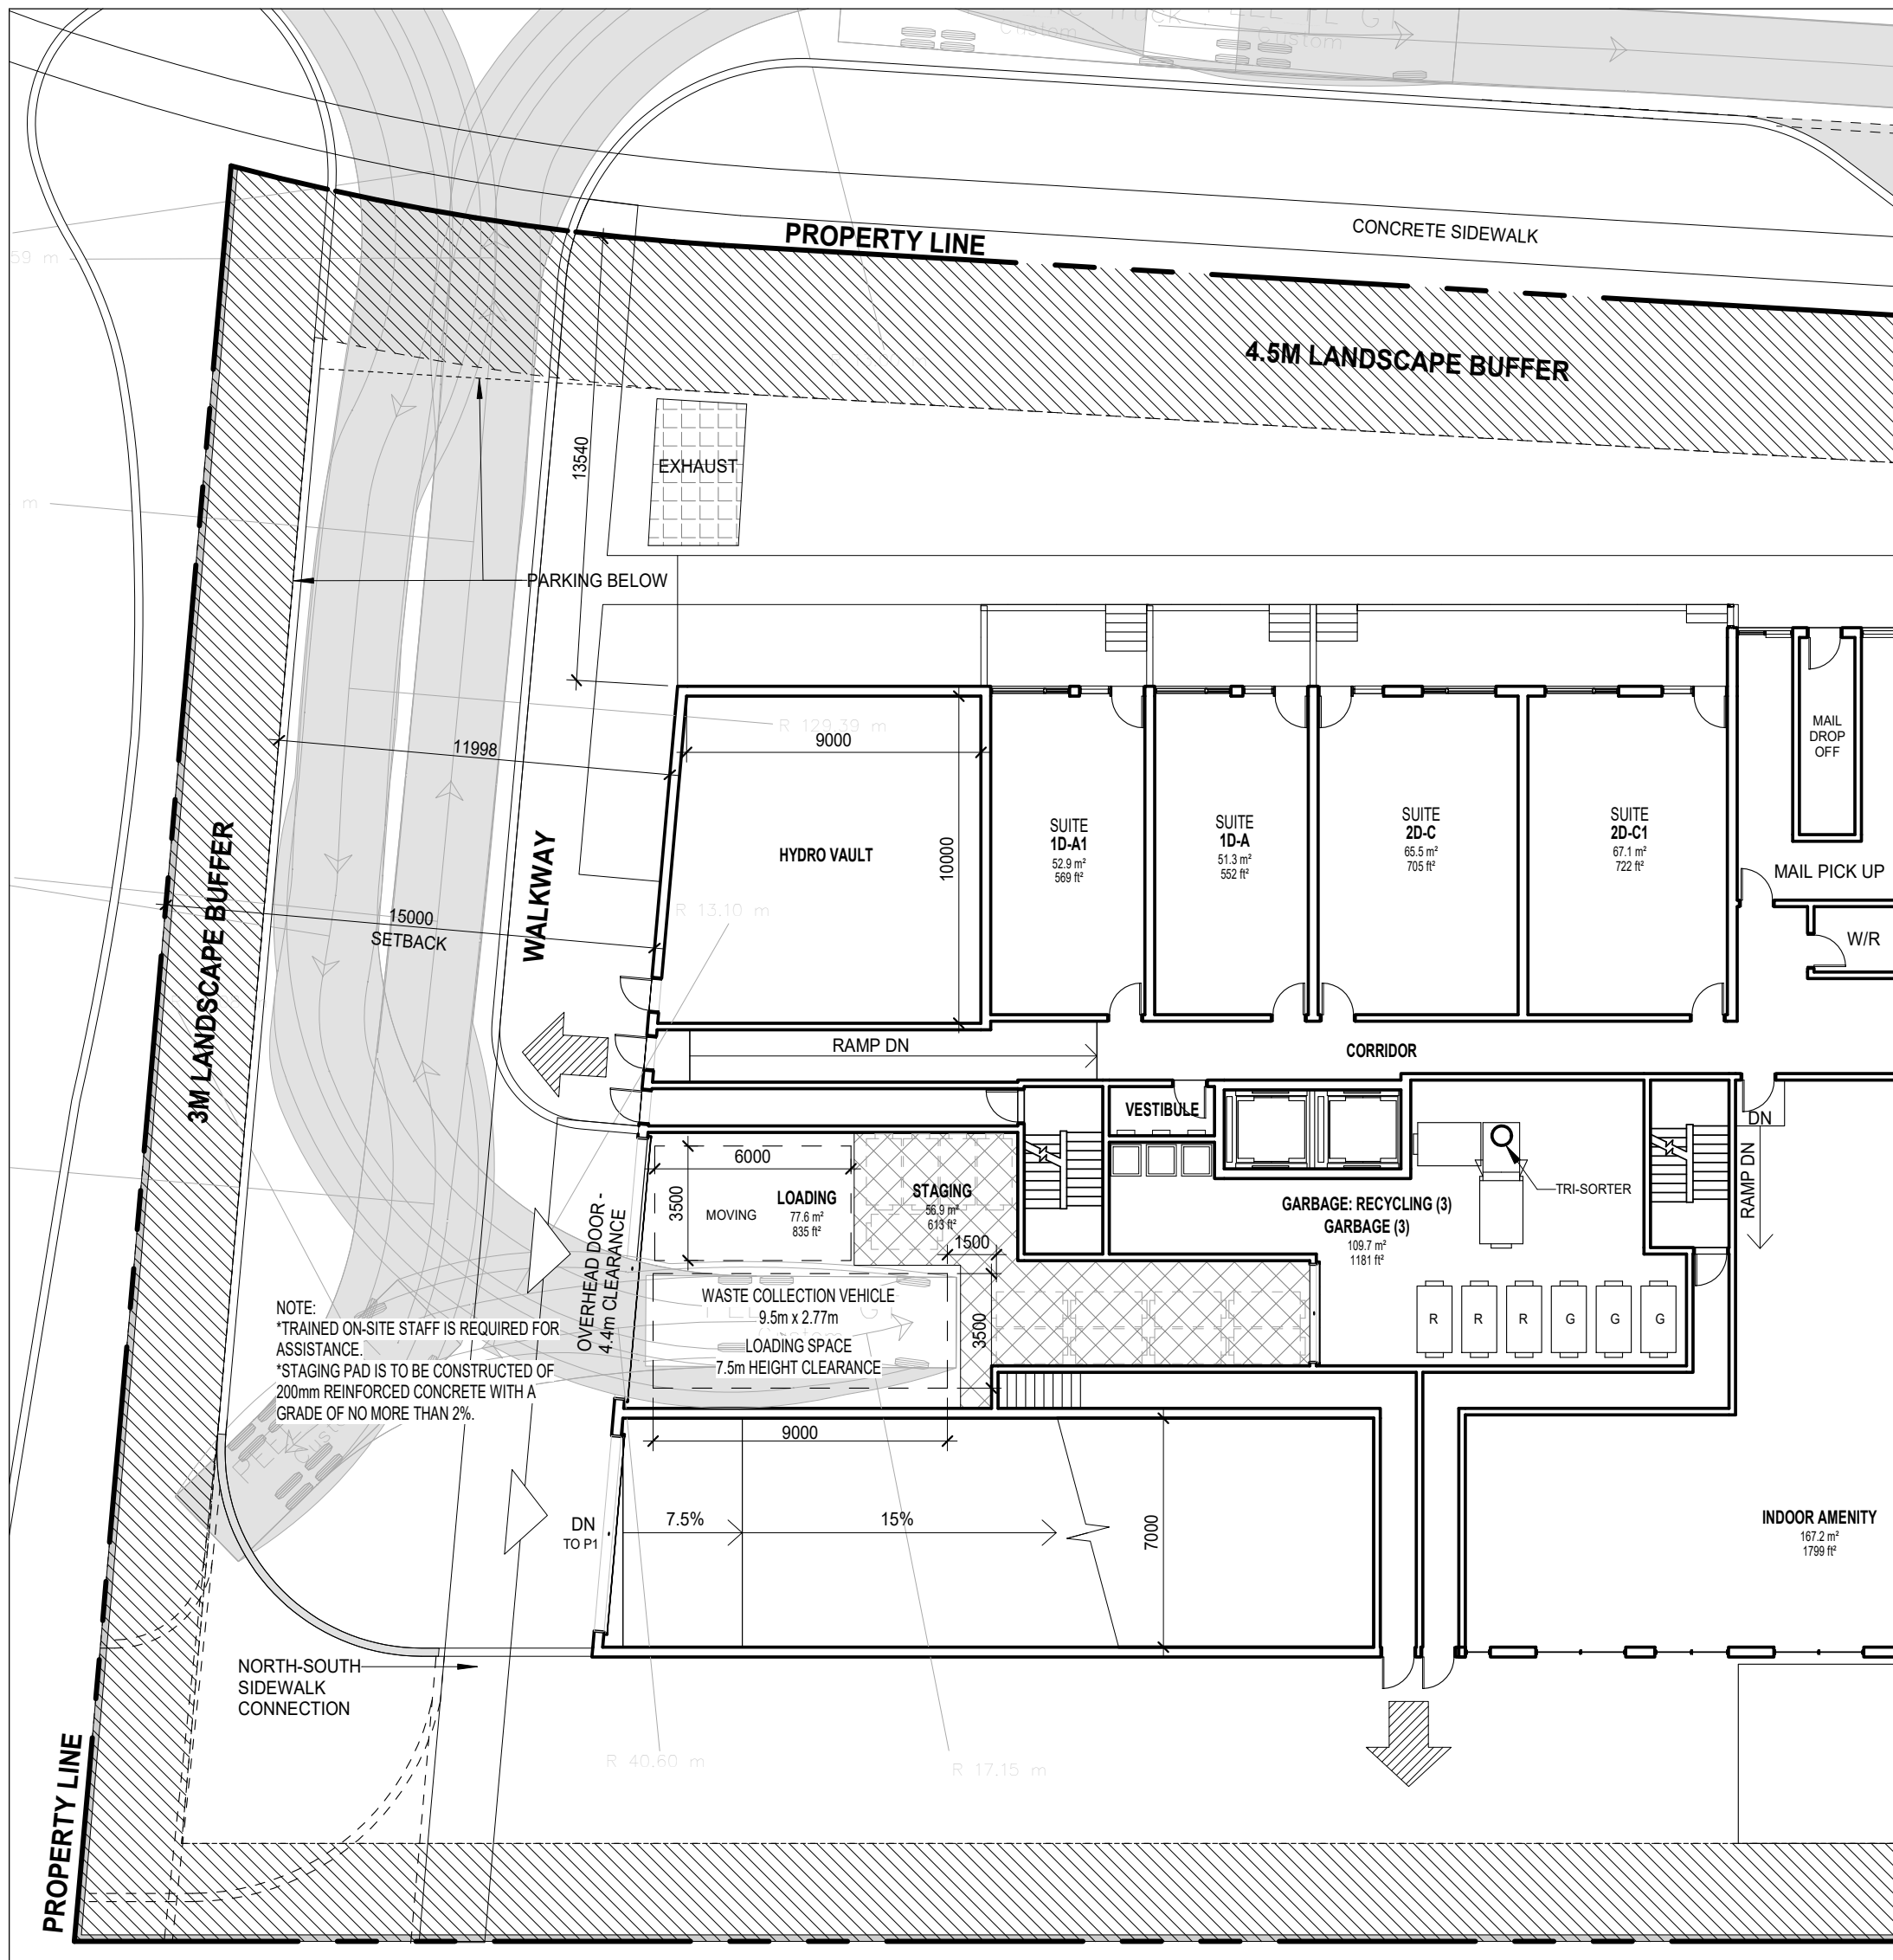 Truck
Custom
Custom
CONCRETE SIDEWALK
PROPERTY LINE
4.5M LANDSCAPE BUFFER
59 m
13540
EXHAUST
m
PARKING BELOW
R 129.39 m
9000
11998
MAIL
DROP
OFF
HYDRO VAULT
10000
SUITE
1D-A1
52.9 m²
569 ft²
SUITE
1D-A
51.3 m²
552 ft²
SUITE
2D-C
65.5 m²
705 ft²
SUITE
2D-C1
67.1 m²
722 ft²
MAIL PICK UP
3M LANDSCAPE BUFFER
15000
SETBACK
WALKWAY
R 13.10 m
W/R
RAMP DN
CORRIDOR
VESTIBULE
DN
RAMP DN
6000
3500
MOVING
LOADING
77.6 m²
835 ft²
STAGING
56.9 m²
613 ft²
1500
GARBAGE: RECYCLING (3)
GARBAGE (3)
109.7 m²
1181 ft²
TRI-SORTER
OVERHEAD DOOR -
4.4m CLEARANCE
WASTE COLLECTION VEHICLE
9.5m x 2.77m
LOADING SPACE
7.5m HEIGHT CLEARANCE
3500
R
R
R
G
G
G
NOTE:
*TRAINED ON-SITE STAFF IS REQUIRED FOR
ASSISTANCE.
*STAGING PAD IS TO BE CONSTRUCTED OF
200mm REINFORCED CONCRETE WITH A
GRADE OF NO MORE THAN 2%.
9000
DN
TO P1
7.5%
15%
7000
INDOOR AMENITY
167.2 m²
1799 ft²
NORTH-SOUTH
SIDEWALK
CONNECTION
R 40.60 m
R 17.15 m
PROPERTY LINE